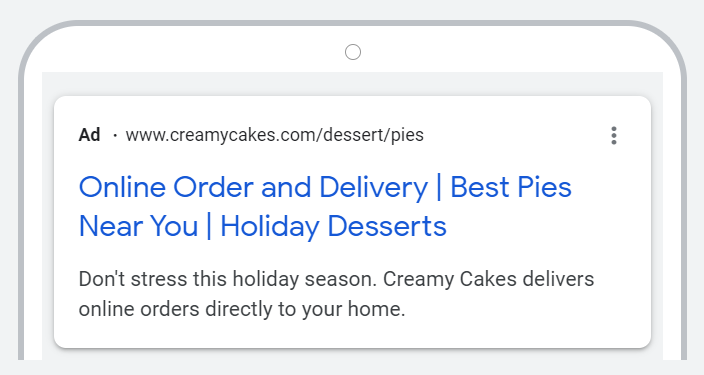 Ad · www.creamycakes.com/dessert/pies
Online Order and Delivery | Best Pies
Near You | Holiday Desserts
Don't stress this holiday season. Creamy Cakes delivers
online orders directly to your home.